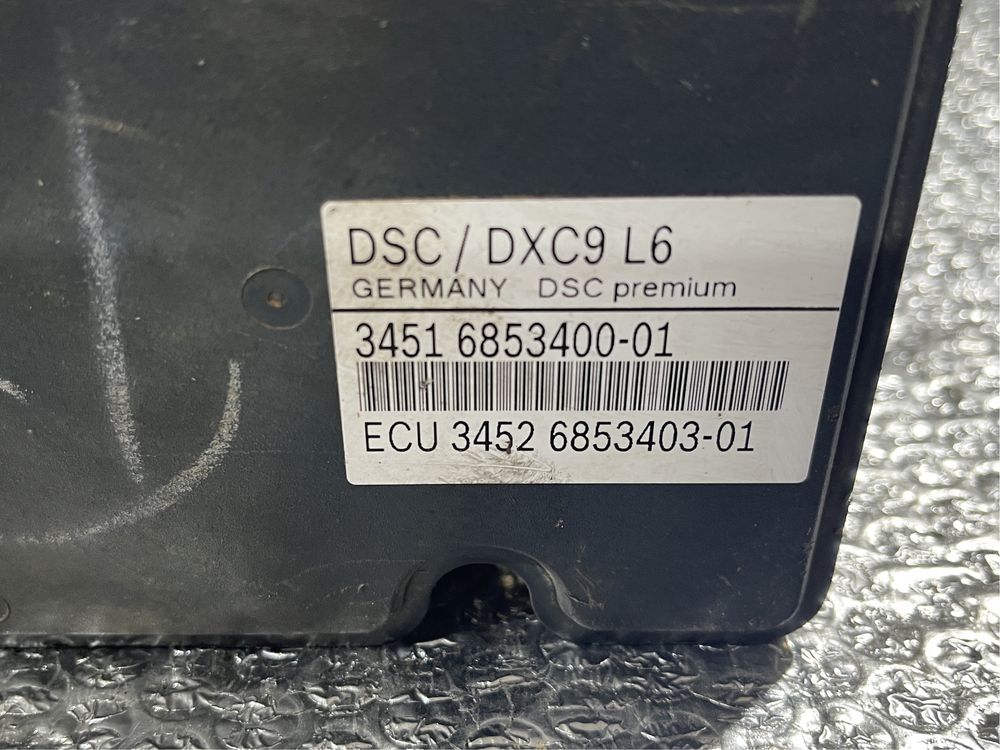 DSC / DXC9 L6
GERMANY DSC premium
3451 6853400-01
ECU 3452 6853403-01